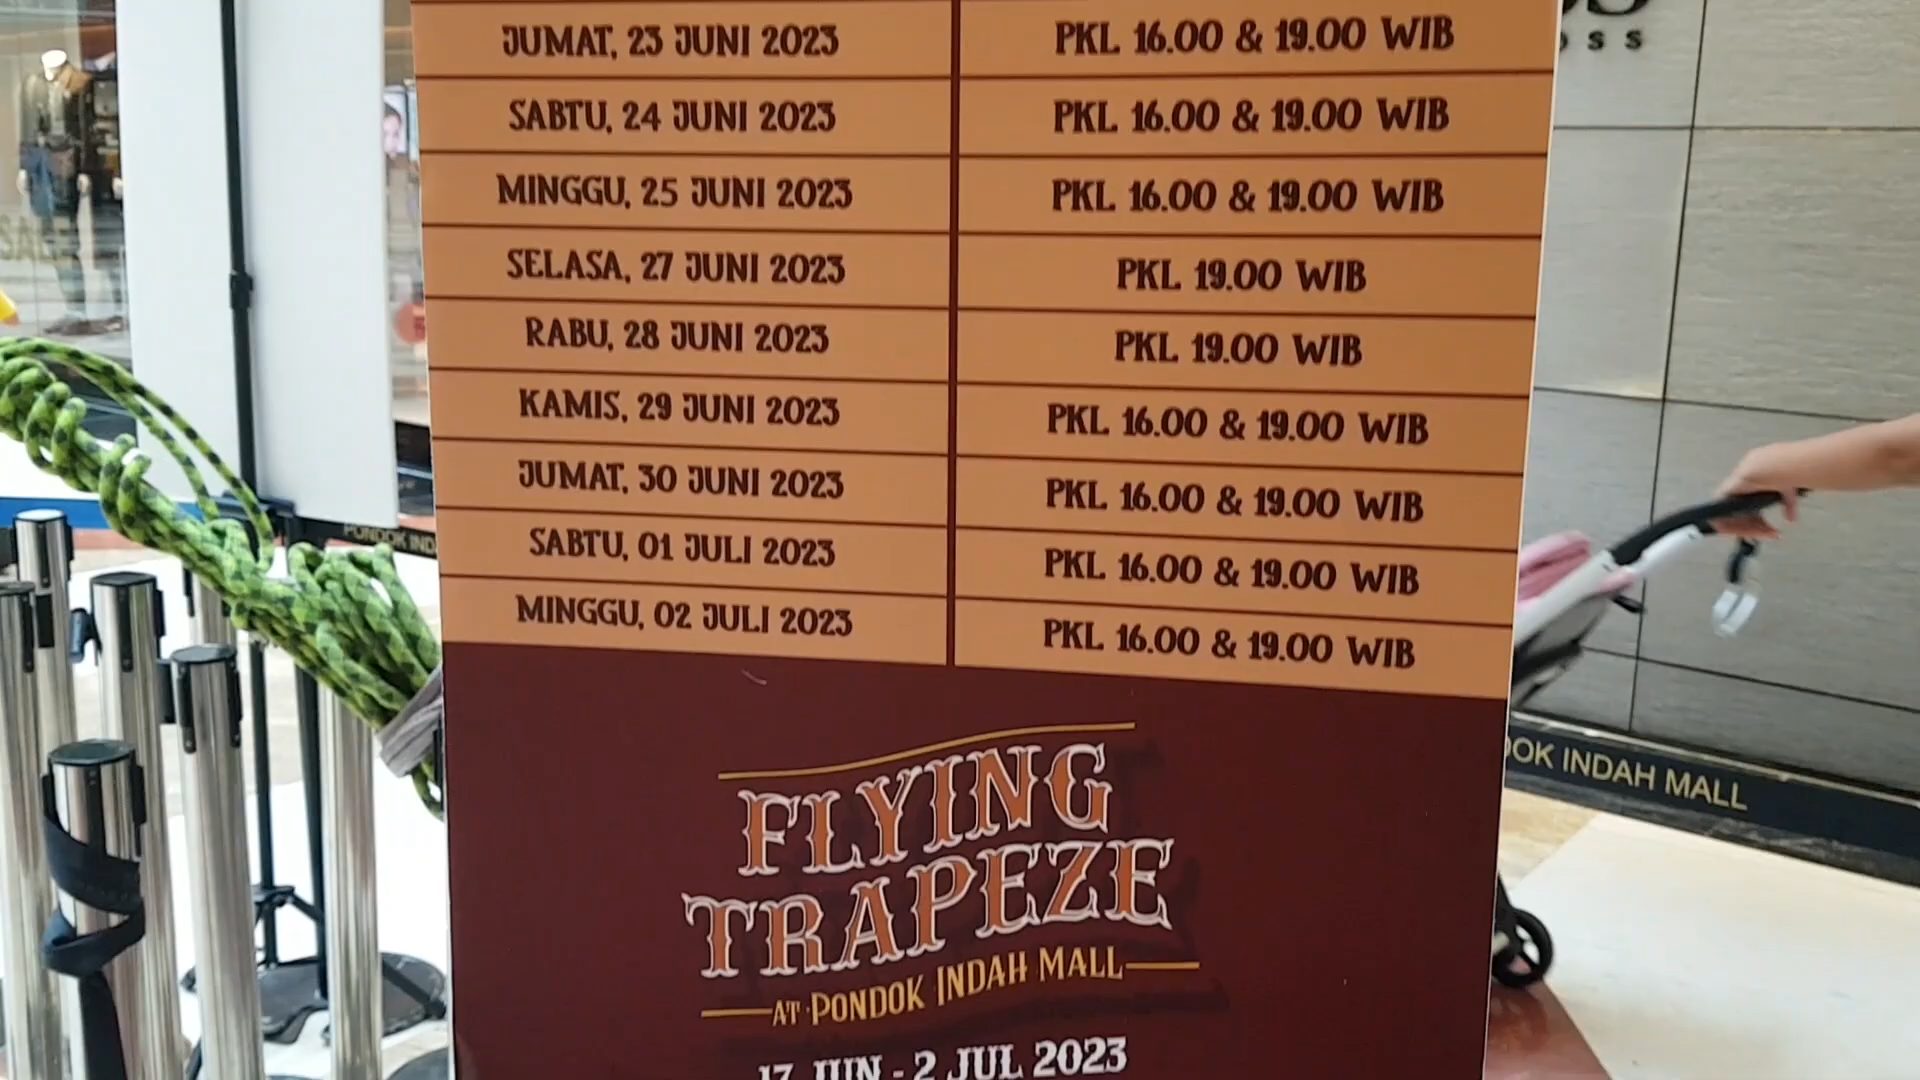 JUMAT, 23 JUNI 2023 PKL 16.00 & 19.00 WIB
SABTU, 24 JUNI 2023 PKL 16.00 & 19.00 WIB
MINGGU, 25 JUNI 2023 PKL 16.00 & 19.00 WIB
SELASA, 27 JUNI 2023 PKL 19.00 WIB
RABU, 28 JUNI 2023 PKL 19.00 WIB
KAMIS, 29 JUNI 2023 PKL 16.00 & 19.00 WIB
JUMAT, 30 JUNI 2023 PKL 16.00 & 19.00 WIB
SABTU, 01 JULI 2023 PKL 16.00 & 19.00 WIB
MINGGU, 02 JULI 2023 PKL 16.00 & 19.00 WIB
FLYING
TRAPEZE
AT PONDOK INDAH MALL
17 JUN - 2 JUL 2023
PONDOK IND
DOK INDAH MALL